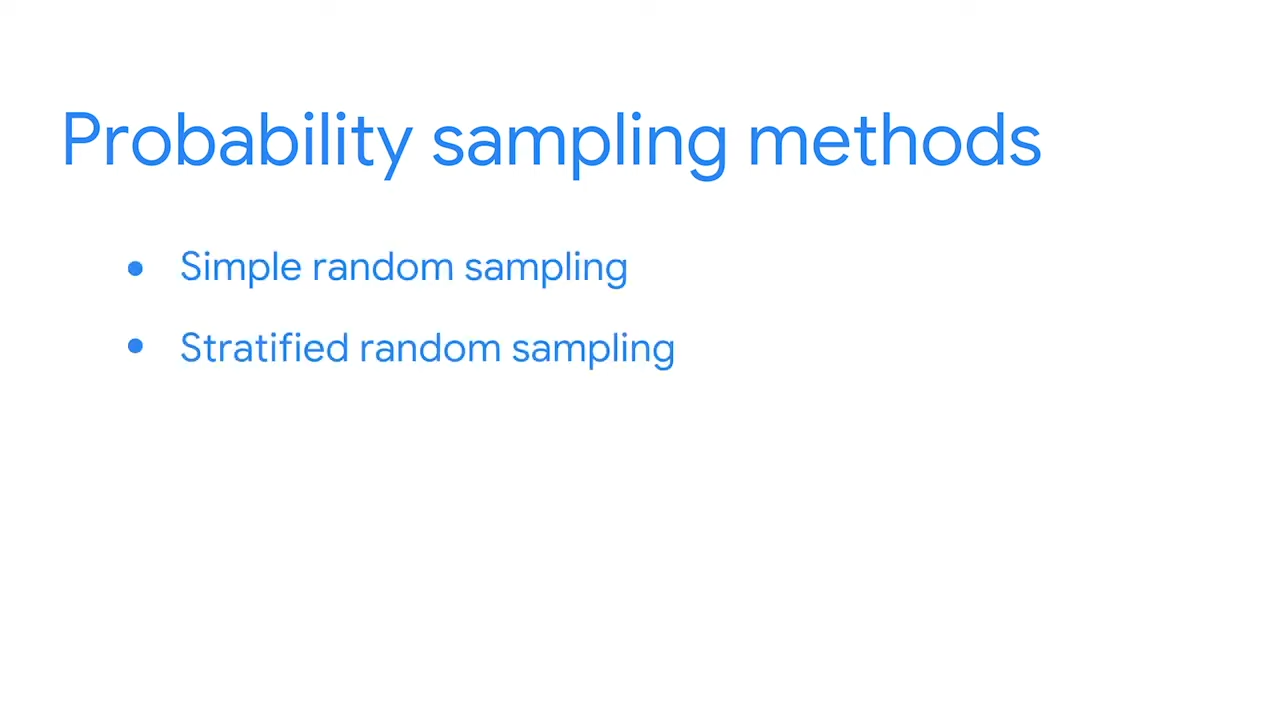 Probability sampling methods
• Simple random sampling
• Stratified random sampling